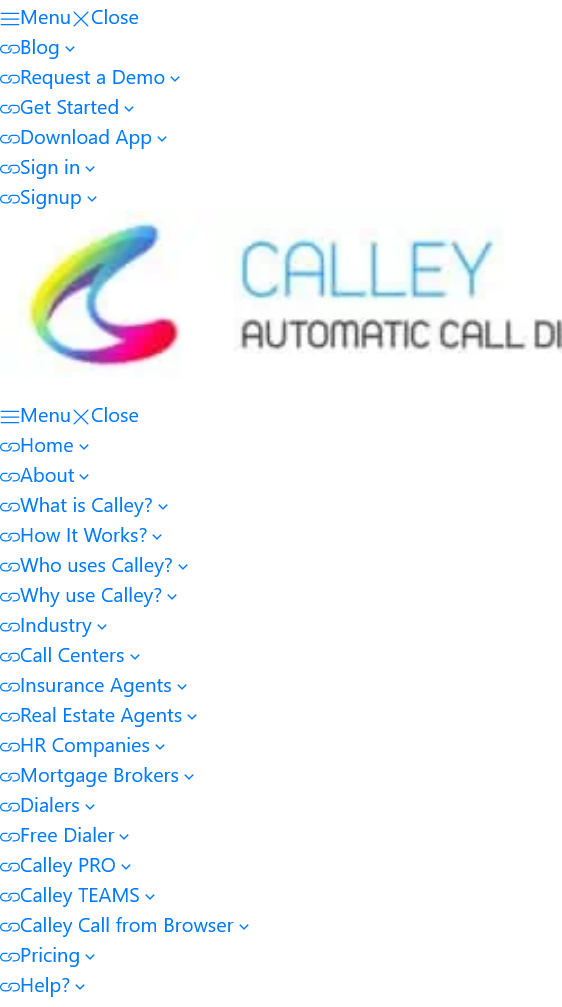 Menu Close
Blog
Request a Demo
Get Started
Download App
Sign in
Signup
CALLEY
AUTOMATIC CALL DI
Menu Close
Home
About
What is Calley?
How It Works?
Who uses Calley?
Why use Calley?
Industry
Call Centers
Insurance Agents
Real Estate Agents
HR Companies
Mortgage Brokers
Dialers
Free Dialer
Calley PRO
Calley TEAMS
Calley Call from Browser
Pricing
Help?